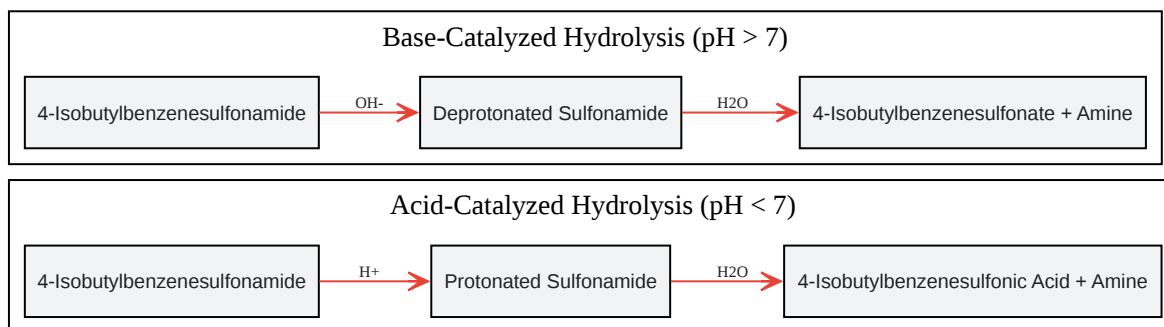 Base-Catalyzed Hydrolysis (pH > 7)
4-Isobutylbenzenesulfonamide
OH-
Deprotonated Sulfonamide
H2O
4-Isobutylbenzenesulfonate + Amine
Acid-Catalyzed Hydrolysis (pH < 7)
4-Isobutylbenzenesulfonamide
H+
Protonated Sulfonamide
H2O
4-Isobutylbenzenesulfonic Acid + Amine